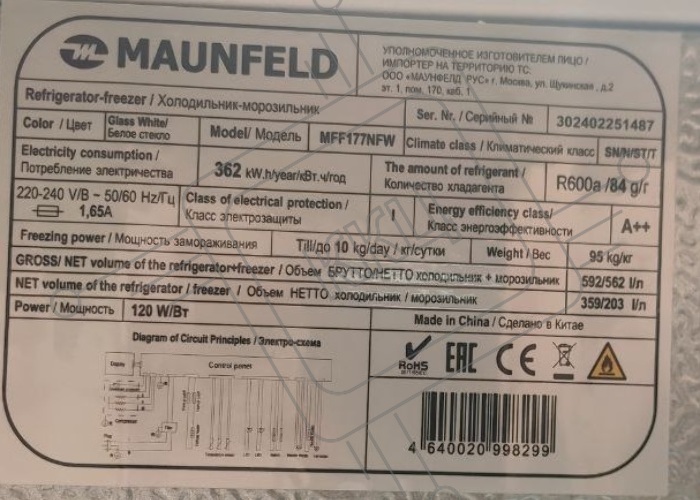 MAUNFELD
УПОЛНОМОЧЕННОЕ ИЗГОТОВИТЕЛЕМ ЛИЦО /
ИМПОРТЕР НА ТЕРРИТОРИЮ ТС:
ООО «МАУНФЕЛД РУС» г. Москва, ул. Щукинская, д.2
эт. 1, пом. 170, каб. 1
Refrigerator-freezer / Холодильник-морозильник
Ser. Nr. / Серийный №
302402251487
Color / Цвет
Glass White/
Белое стекло
Model/ Модель
MFF177NFW
Climate class / Климатический класс
SN/N/ST/T
Electricity consumption/
Потребление электричества
362 kW.h/year/кВт.ч/год
The amount of refrigerant /
Количество хладагента
R600a /84 g/г
220-240 V/В ~ 50/60 Hz/Гц
1,65A
Class of electrical protection /
Класс электрозащиты
I
Energy efficiency class/
Класс энергоэффективности
A++
Freezing power / Мощность замораживания
Till/до 10 kg/day / кг/сутки
Weight / Вес
95 kg/кг
GROSS/ NET volume of the refrigerator+freezer / Объем БРУТТО/НЕТТО холодильник + морозильник
592/562 l/л
NET volume of the refrigerator / freezer / Объем НЕТТО холодильник / морозильник
359/203 l/л
Power / Мощность
120 W/Вт
Made in China / Сделано в Китае
Diagram of Circuit Principles / Электро-схема
Control panel
RoHS
EAC
CE
4 640020 998299